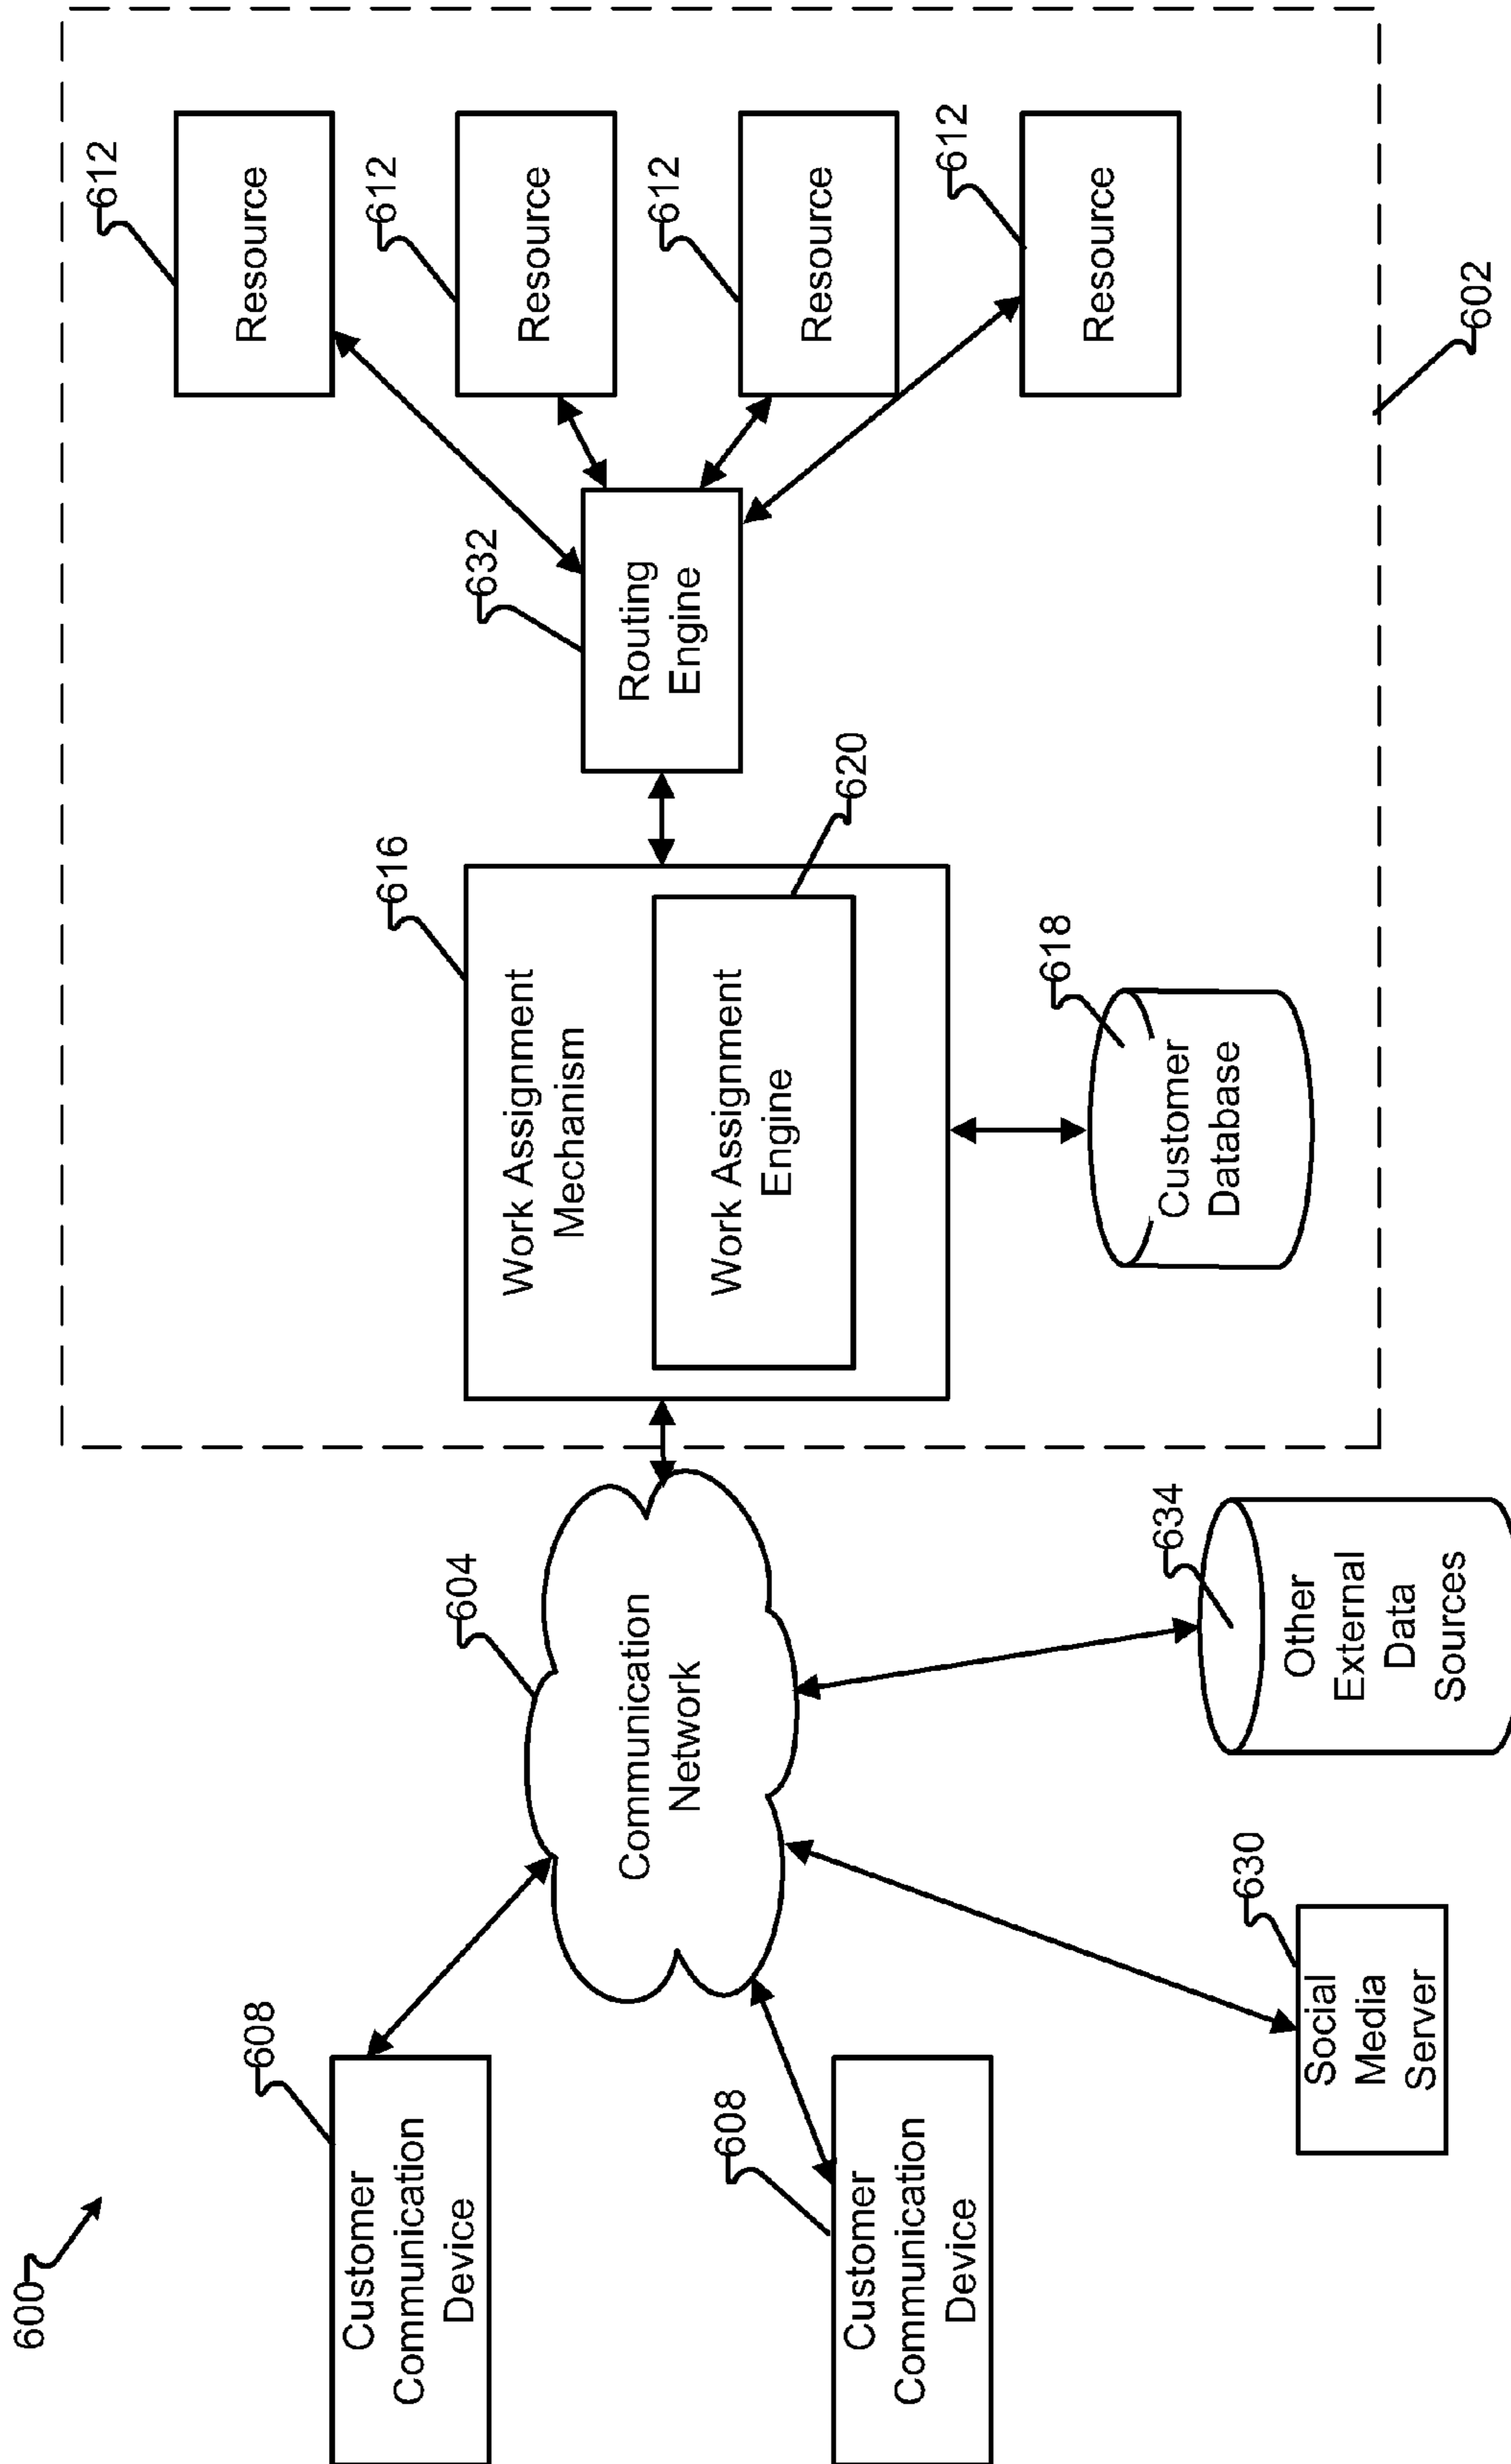 600
608
Customer
Communication
Device
608
Customer
Communication
Device
604
Communication
Network
630
Social
Media
Server
634
Other
External
Data
Sources
616
Work Assignment
Mechanism
620
Work Assignment
Engine
618
Customer
Database
632
Routing
Engine
612
Resource
612
Resource
612
Resource
612
Resource
602